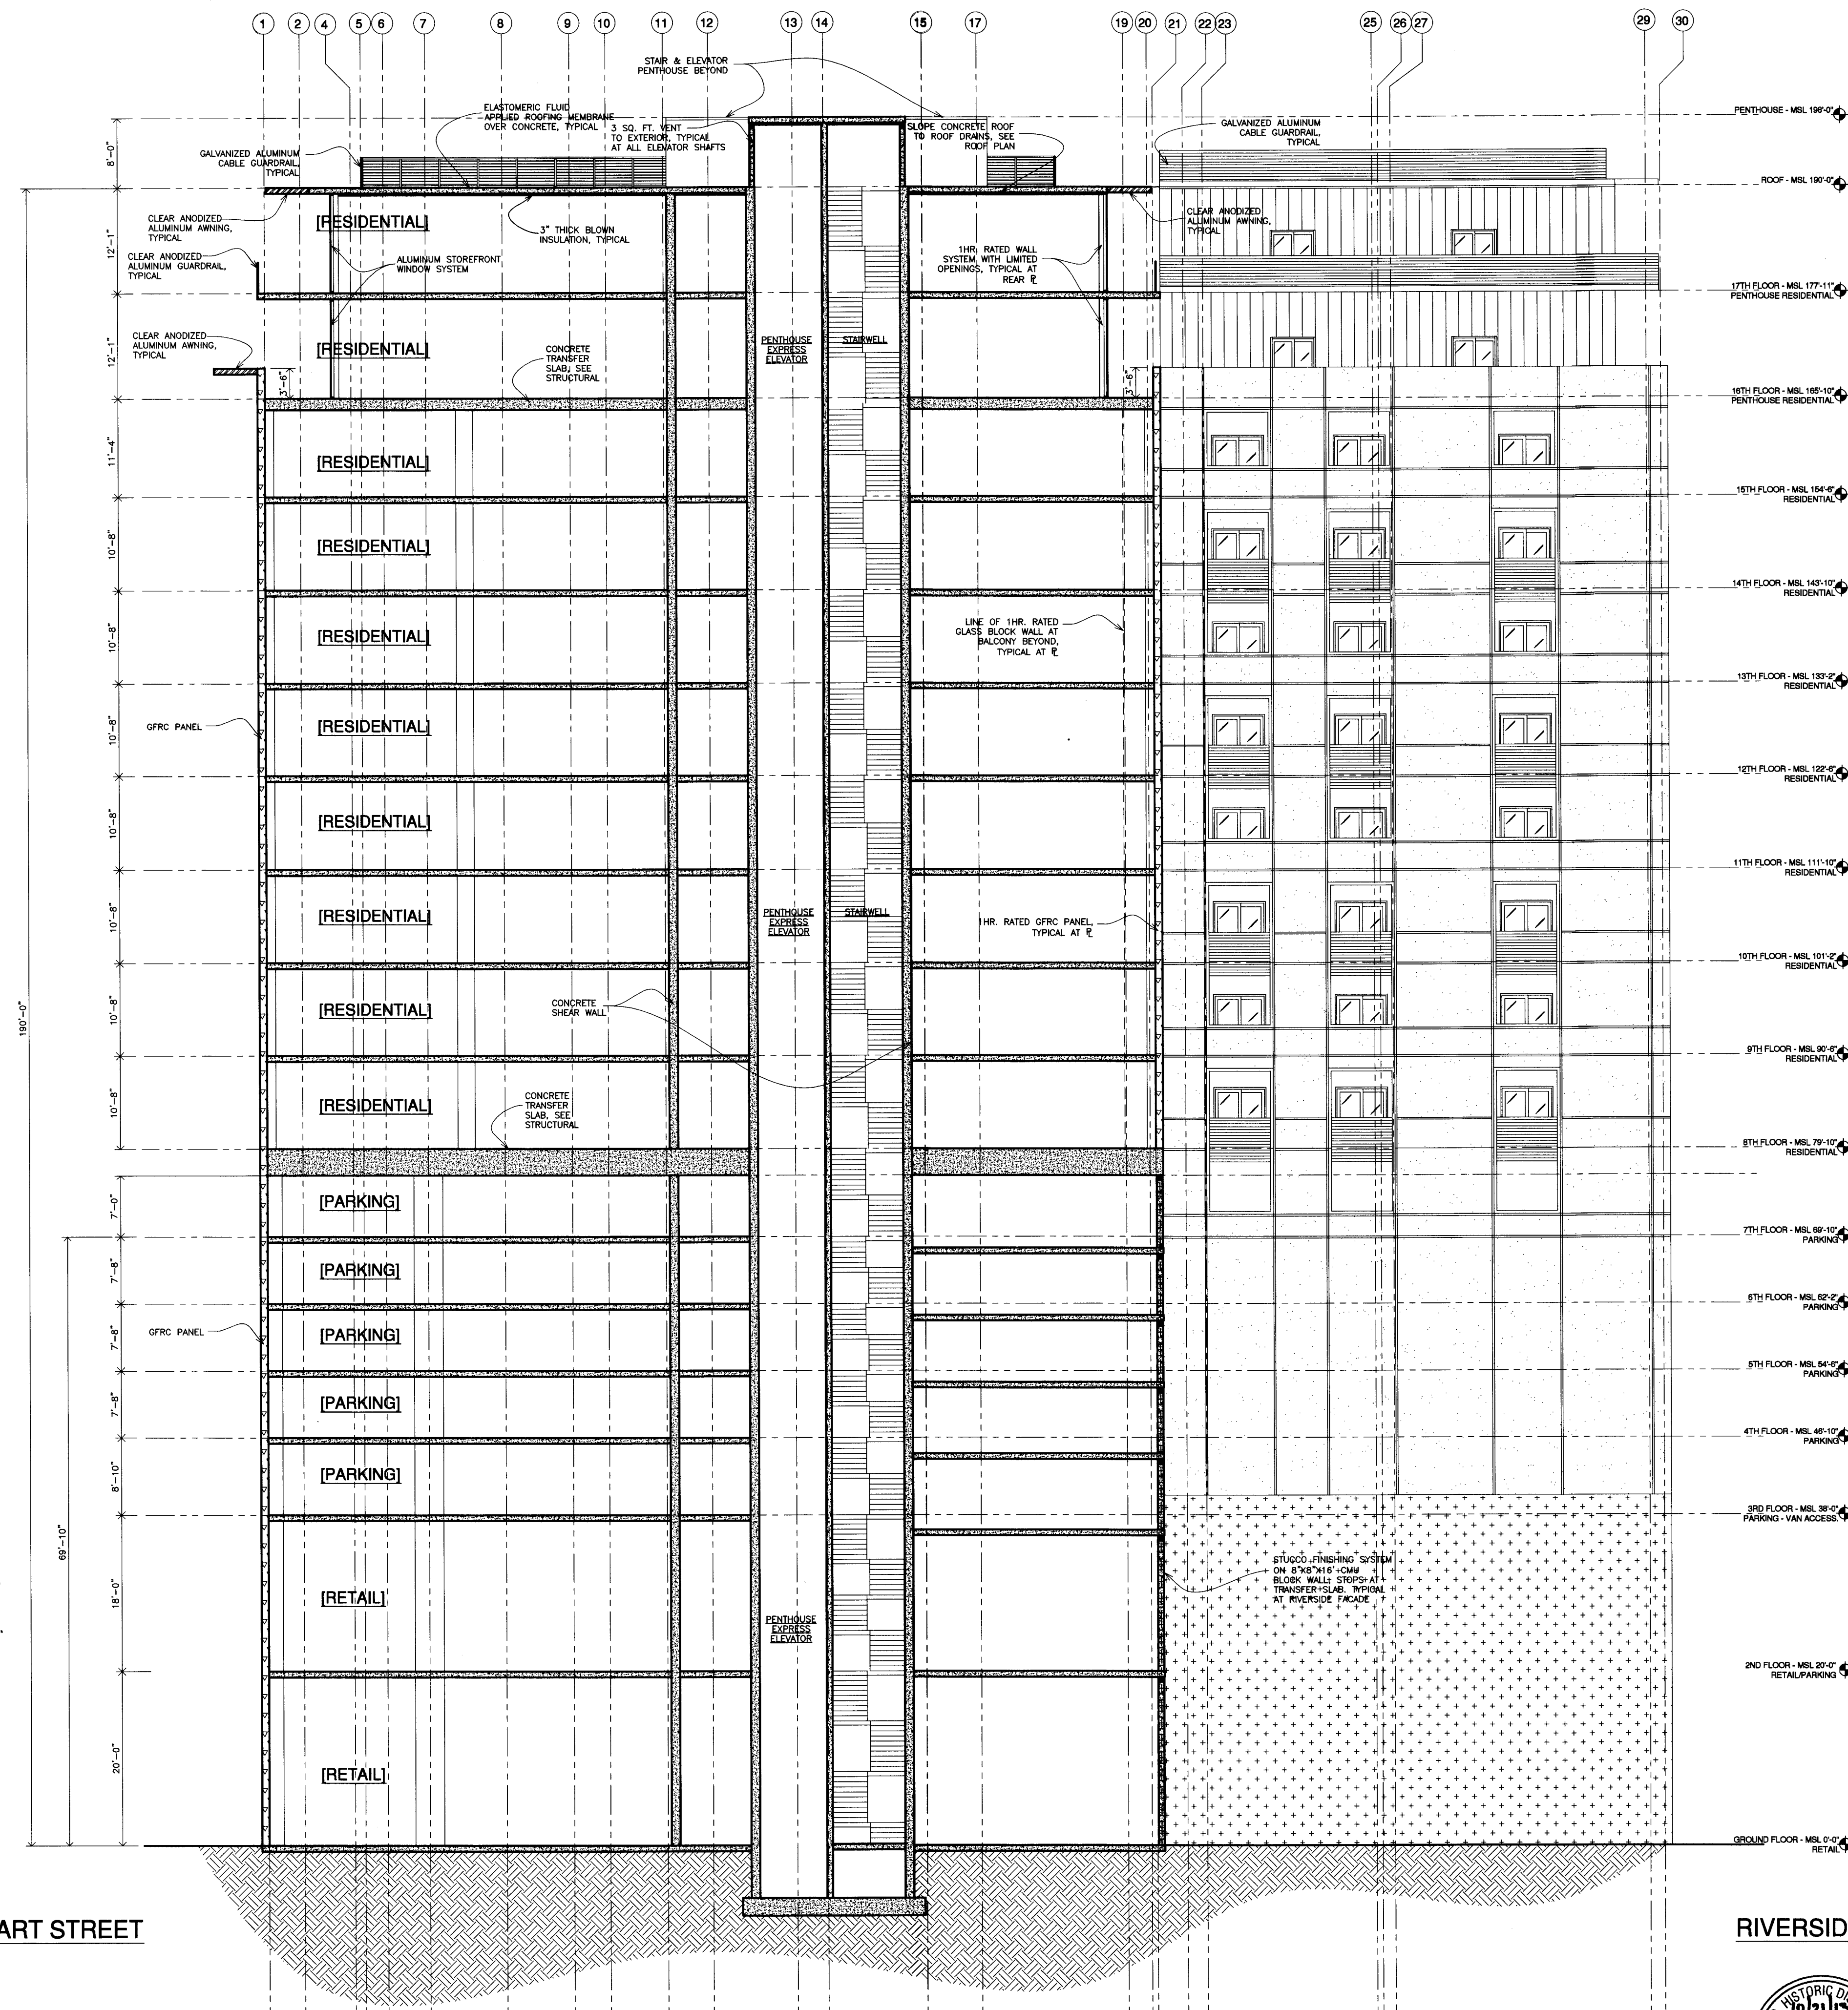 1 2 4 5 6 7 8 9 10 11 12 13 14 15 17 19 20 21 22 23 25 26 27 29 30
STAIR & ELEVATOR
PENTHOUSE BEYOND
ELASTOMERIC FLUID
APPLIED ROOFING MEMBRANE
OVER CONCRETE, TYPICAL
3 SQ. FT. VENT
TO EXTERIOR, TYPICAL
AT ALL ELEVATOR SHAFTS
SLOPE CONCRETE ROOF
TO ROOF DRAINS, SEE
ROOF PLAN
GALVANIZED ALUMINUM
CABLE GUARDRAIL,
TYPICAL
GALVANIZED ALUMINUM
CABLE GUARDRAIL,
TYPICAL
CLEAR ANODIZED
ALUMINUM AWNING,
TYPICAL
CLEAR ANODIZED
ALUMINUM GUARDRAIL,
TYPICAL
CLEAR ANODIZED
ALUMINUM AWNING,
TYPICAL
3" THICK BLOWN
INSULATION, TYPICAL
ALUMINUM STOREFRONT
WINDOW SYSTEM
CONCRETE
TRANSFER
SLAB, SEE
STRUCTURAL
1HR. RATED WALL
SYSTEM WITH LIMITED
OPENINGS, TYPICAL AT
REAR ⅊
CLEAR ANODIZED
ALUMINUM AWNING,
TYPICAL
3'-6"
3'-6"
[RESIDENTIAL]
[RESIDENTIAL]
[RESIDENTIAL]
[RESIDENTIAL]
[RESIDENTIAL]
[RESIDENTIAL]
[RESIDENTIAL]
[RESIDENTIAL]
[RESIDENTIAL]
[RESIDENTIAL]
[PARKING]
[PARKING]
[PARKING]
[PARKING]
[PARKING]
[RETAIL]
[RETAIL]
PENTHOUSE
EXPRESS
ELEVATOR
STAIRWELL
PENTHOUSE
EXPRESS
ELEVATOR
STAIRWELL
PENTHOUSE
EXPRESS
ELEVATOR
LINE OF 1HR. RATED
GLASS BLOCK WALL AT
BALCONY BEYOND,
TYPICAL AT ⅊
1HR. RATED GFRC PANEL,
TYPICAL AT ⅊
GFRC PANEL
CONCRETE
SHEAR WALL
CONCRETE
TRANSFER
SLAB, SEE
STRUCTURAL
GFRC PANEL
STUCCO FINISHING SYSTEM
ON 8"X8"X16" CMU
BLOCK WALL, STOPS AT
TRANSFER SLAB. TYPICAL
AT RIVERSIDE FACADE
8'-0"
12'-1"
12'-1"
11'-4"
10'-8"
10'-8"
10'-8"
10'-8"
10'-8"
10'-8"
10'-8"
7'-0"
7'-8"
7'-8"
7'-8"
8'-10"
18'-0"
20'-0"
190'-0"
69'-10"
PENTHOUSE - MSL 198'-0"
ROOF - MSL 190'-0"
17TH FLOOR - MSL 177'-11"
PENTHOUSE RESIDENTIAL
16TH FLOOR - MSL 165'-10"
PENTHOUSE RESIDENTIAL
15TH FLOOR - MSL 154'-6"
RESIDENTIAL
14TH FLOOR - MSL 143'-10"
RESIDENTIAL
13TH FLOOR - MSL 133'-2"
RESIDENTIAL
12TH FLOOR - MSL 122'-6"
RESIDENTIAL
11TH FLOOR - MSL 111'-10"
RESIDENTIAL
10TH FLOOR - MSL 101'-2"
RESIDENTIAL
9TH FLOOR - MSL 90'-6"
RESIDENTIAL
8TH FLOOR - MSL 79'-10"
RESIDENTIAL
7TH FLOOR - MSL 69'-10"
PARKING
6TH FLOOR - MSL 62'-2"
PARKING
5TH FLOOR - MSL 54'-6"
PARKING
4TH FLOOR - MSL 46'-10"
PARKING
3RD FLOOR - MSL 38'-0"
PARKING - VAN ACCESS.
2ND FLOOR - MSL 20'-0"
RETAIL/PARKING
GROUND FLOOR - MSL 0'-0"
RETAIL
ART STREET
RIVERSID
HISTORIC